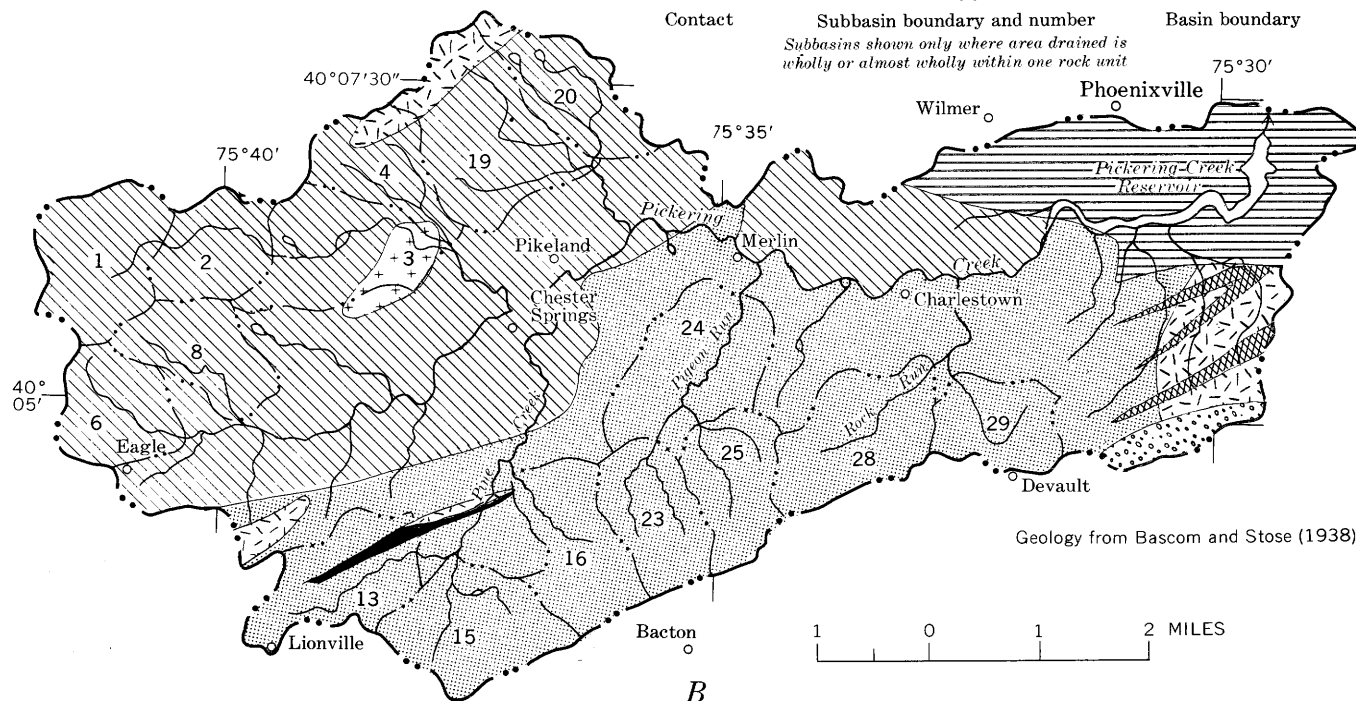 Contact
Subbasin boundary and number
Basin boundary
Subbasins shown only where area drained is
wholly or almost wholly within one rock unit
75°30′
40°07′30″
20
Wilmer
Phoenixville
75°35′
75°40′
4
19
Pickering Creek
Reservoir
Pickering
1
2
3
Pikeland
Merlin
Creek
Chester
Springs
Charlestown
24
Pigeon Run
8
40°
05′
Rock Run
6
Creek
29
Eagle
25
28
Pine
Devault
23
16
Geology from Bascom and Stose (1938)
13
15
Lionville
Bacton
1 0 1 2 MILES
B